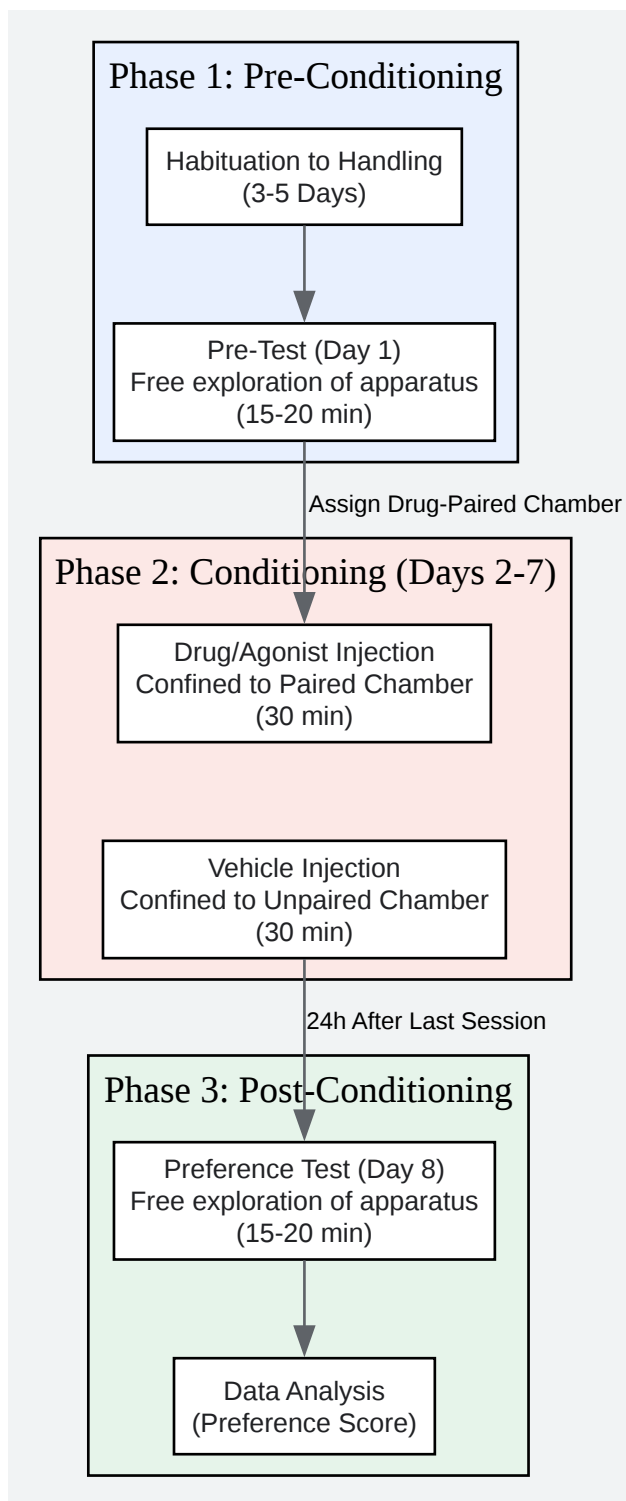 Phase 1: Pre-Conditioning
Habituation to Handling
(3-5 Days)
Pre-Test (Day 1)
Free exploration of apparatus
(15-20 min)
Assign Drug-Paired Chamber
Phase 2: Conditioning (Days 2-7)
Drug/Agonist Injection
Confined to Paired Chamber
(30 min)
Vehicle Injection
Confined to Unpaired Chamber
(30 min)
24h After Last Session
Phase 3: Post-Conditioning
Preference Test (Day 8)
Free exploration of apparatus
(15-20 min)
Data Analysis
(Preference Score)